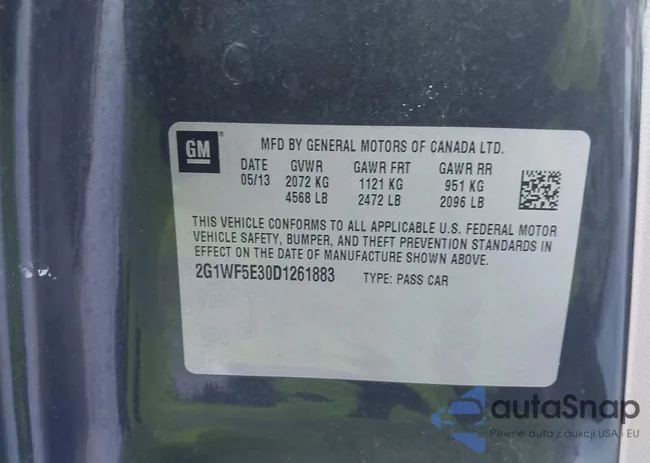 GM
MFD BY GENERAL MOTORS OF CANADA LTD.
DATE GVWR GAWR FRT GAWR RR
05/13 2072 KG 1121 KG 951 KG
4568 LB 2472 LB 2096 LB
THIS VEHICLE CONFORMS TO ALL APPLICABLE U.S. FEDERAL MOTOR
VEHICLE SAFETY, BUMPER, AND THEFT PREVENTION STANDARDS IN
EFFECT ON THE DATE OF MANUFACTURE SHOWN ABOVE.
2G1WF5E30D1261883 TYPE: PASS CAR
autaSnap
Pewne auta z aukcji USA i EU